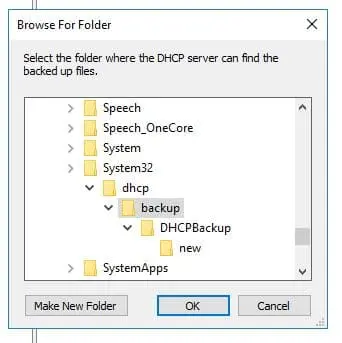 Browse For Folder
Select the folder where the DHCP server can find the
backed up files.
Speech
Speech_OneCore
System
System32
dhcp
backup
DHCPBackup
new
SystemApps
Make New Folder
OK
Cancel